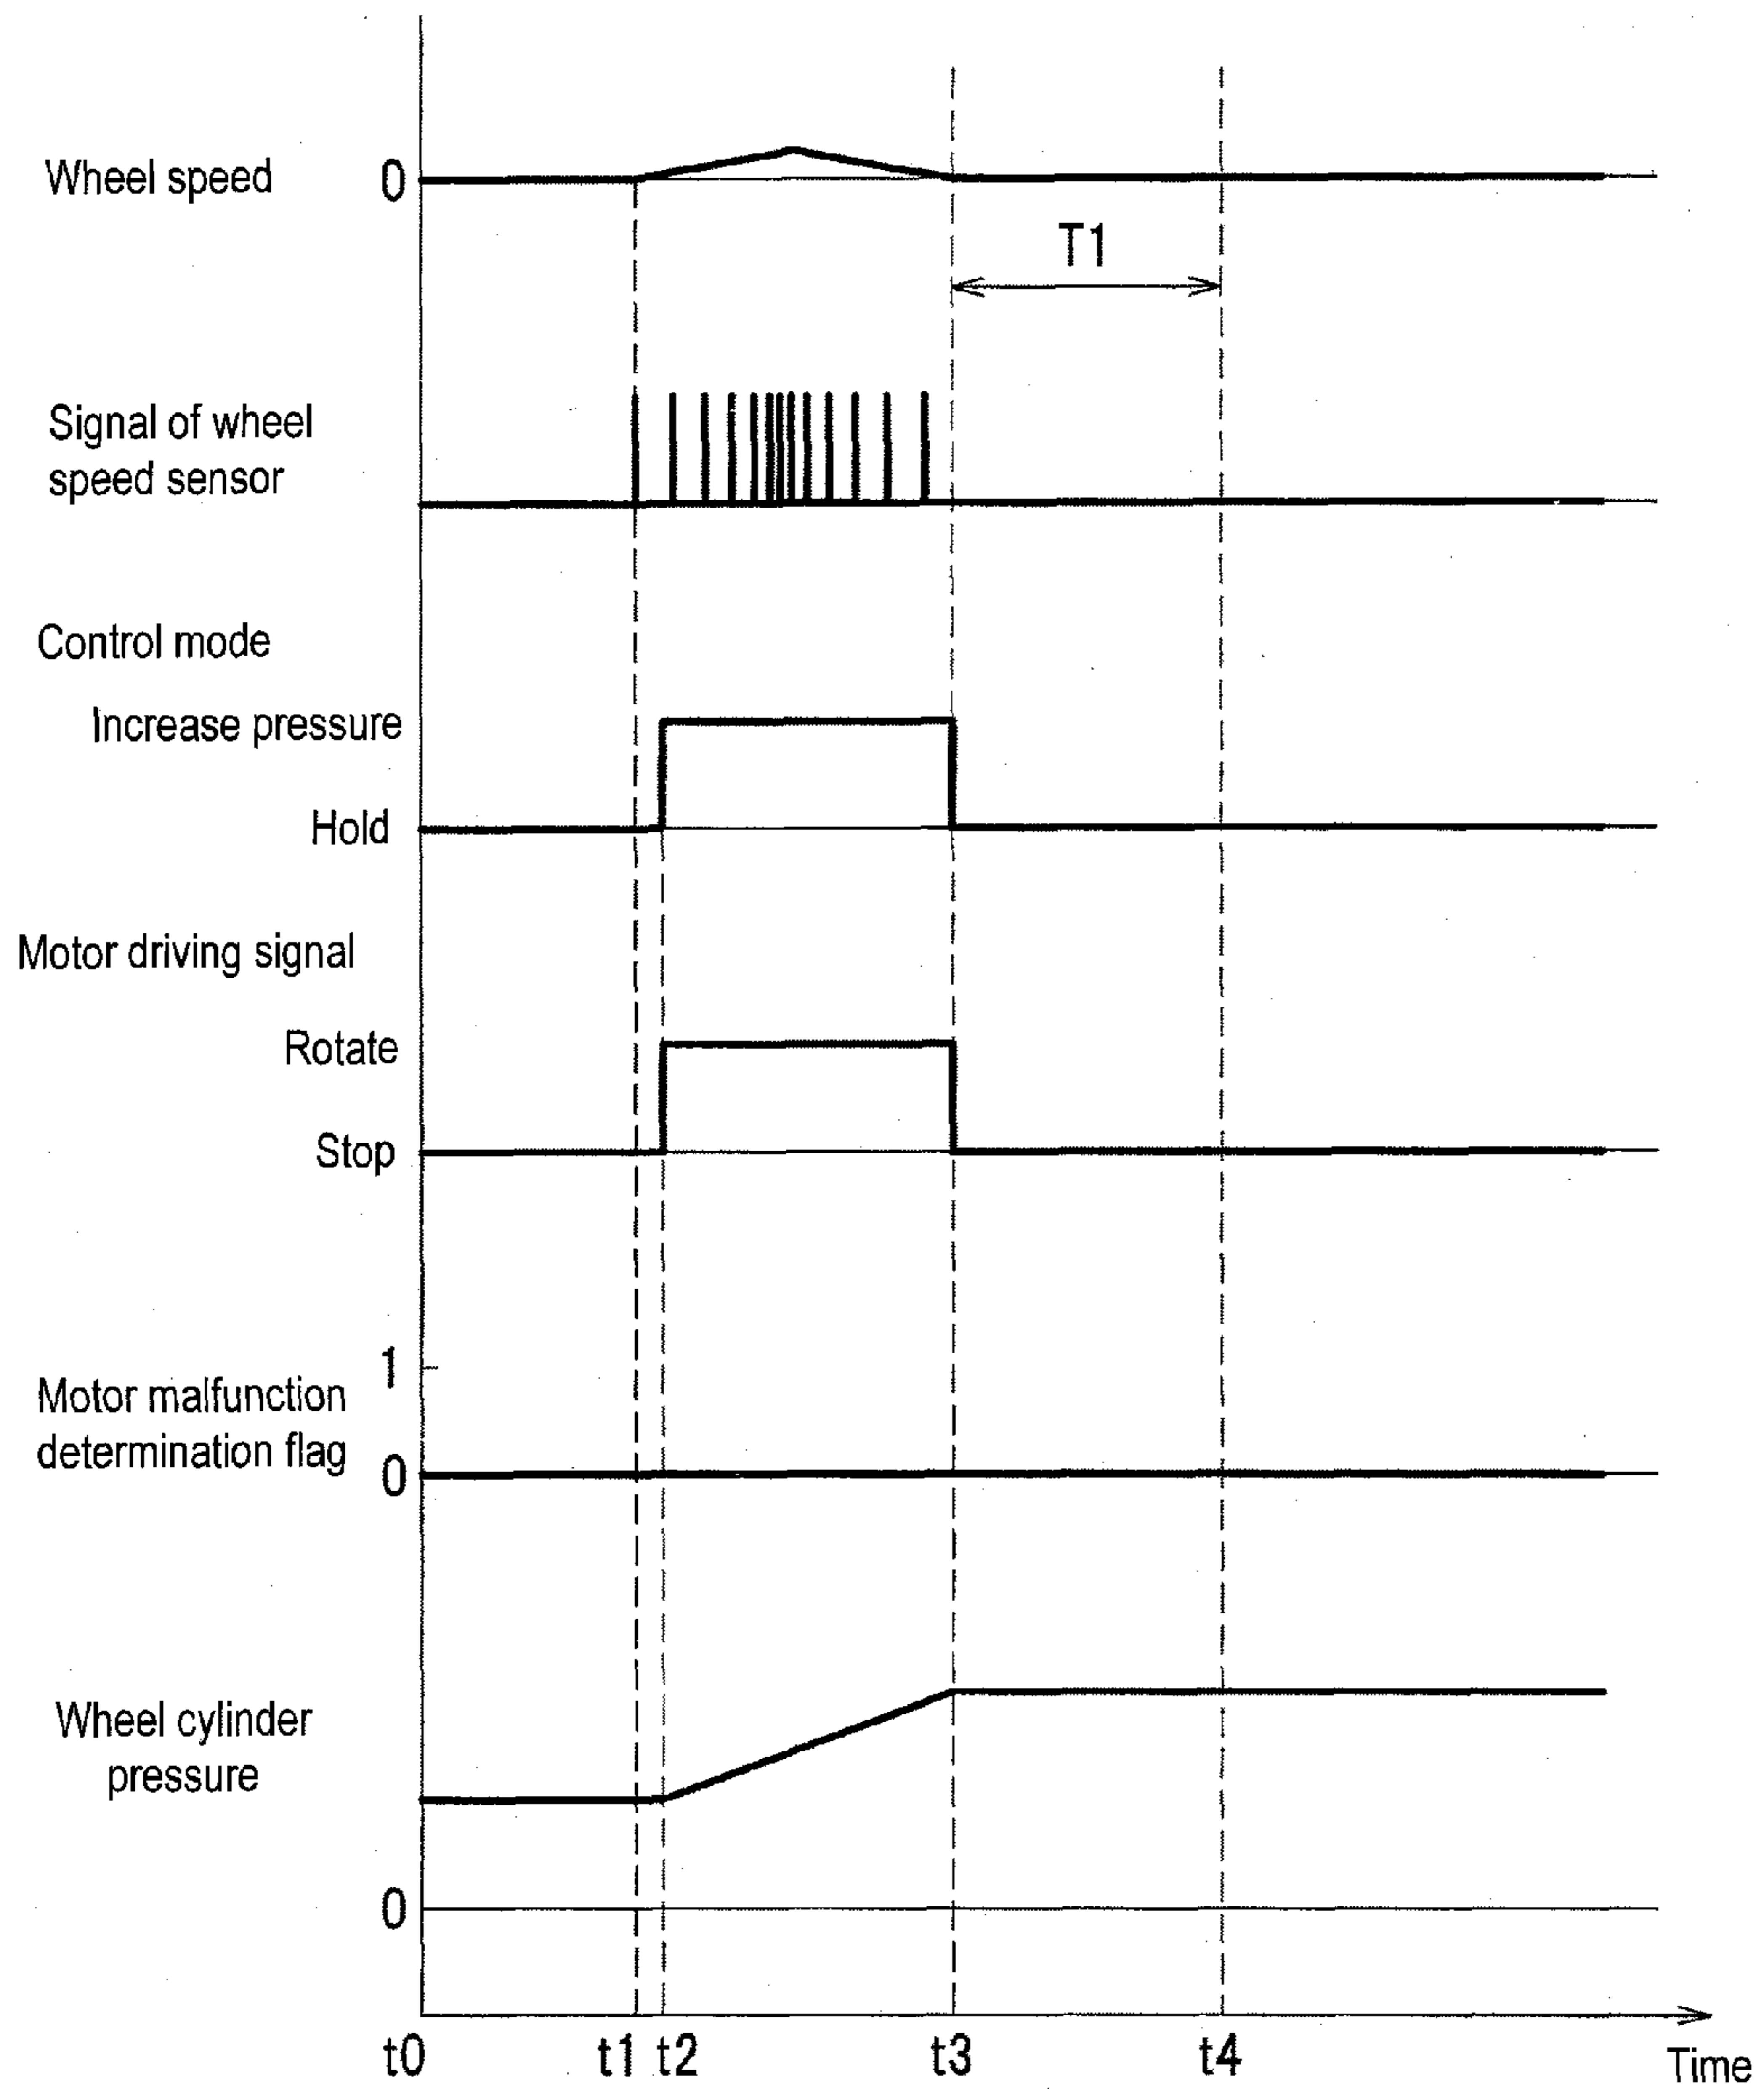 Wheel speed 0
T1
Signal of wheel
speed sensor
Control mode
Increase pressure
Hold
Motor driving signal
Rotate
Stop
1
Motor malfunction
determination flag
0
Wheel cylinder
pressure
0
t0 t1 t2 t3 t4 Time